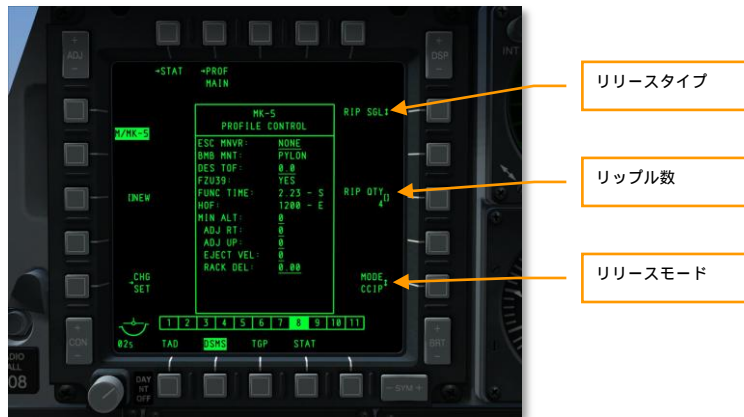 ADJ
DSP
INT
→STAT →PROF MAIN
MK-5
PROFILE CONTROL
RIP SGL↕
M/MK-5
ESC MNVR: NONE
BMB MNT: PYLON
DES TOF: 0.0
FZU39: YES
FUNC TIME: 2.23 - S
HOF: 1200 - E
MIN ALT: 0
ADJ RT: 0
ADJ UP: 0
EJECT VEL: 0
RACK DEL: 0.00
[]NEW
RIP QTY
4[]
→CHG SET
MODE↕
CCIP
1 2 3 4 5 6 7 8 9 10 11
02s TAD DSMS TGP STAT
CON
BRT
DAY
NT
OFF
- SYM +
08
リリースタイプ
リップル数
リリースモード